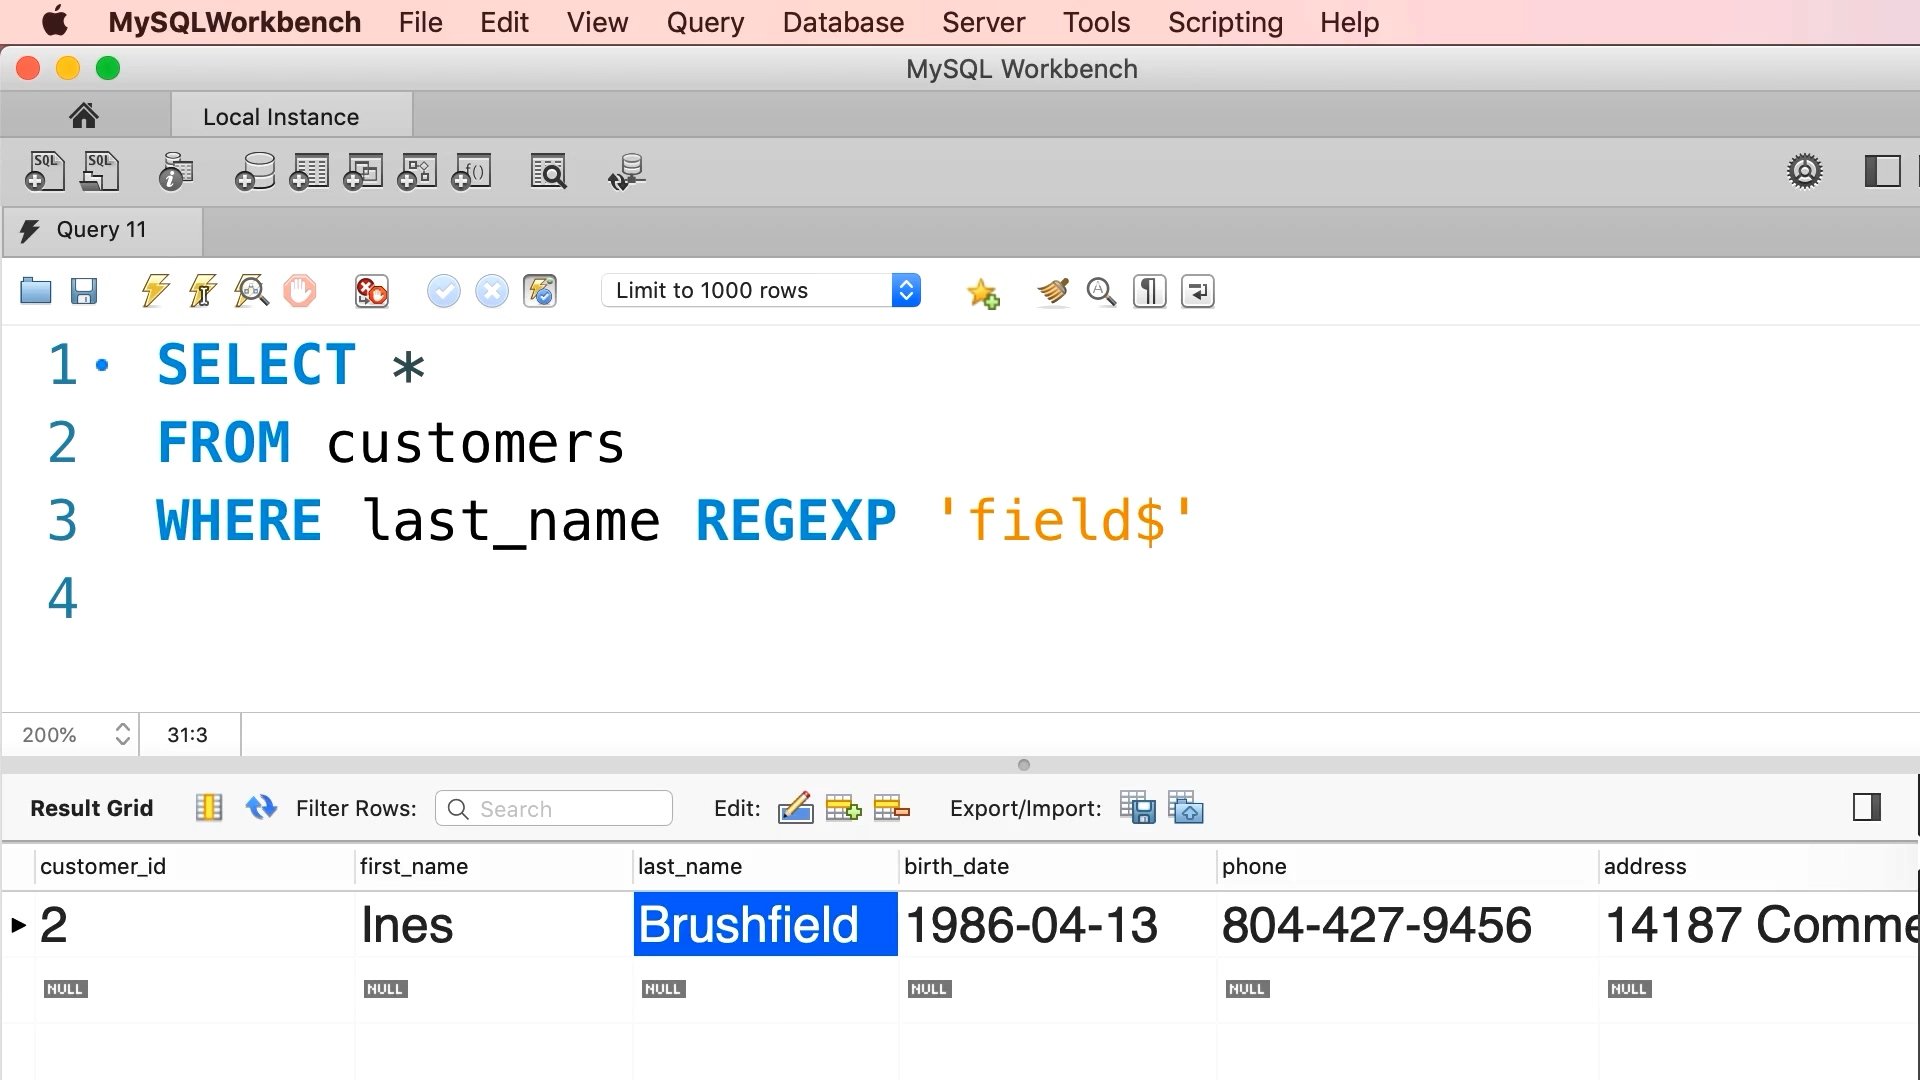 MySQLWorkbench File Edit View Query Database Server Tools Scripting Help
MySQL Workbench
Local Instance
SQL SQL i f()
Query 11
Limit to 1000 rows
1 SELECT *
2 FROM customers
3 WHERE last_name REGEXP 'field$'
4
200% 31:3
Result Grid Filter Rows: Search Edit: Export/Import:
customer_id first_name last_name birth_date phone address
2 Ines Brushfield 1986-04-13 804-427-9456 14187 Comme
NULL NULL NULL NULL NULL NULL